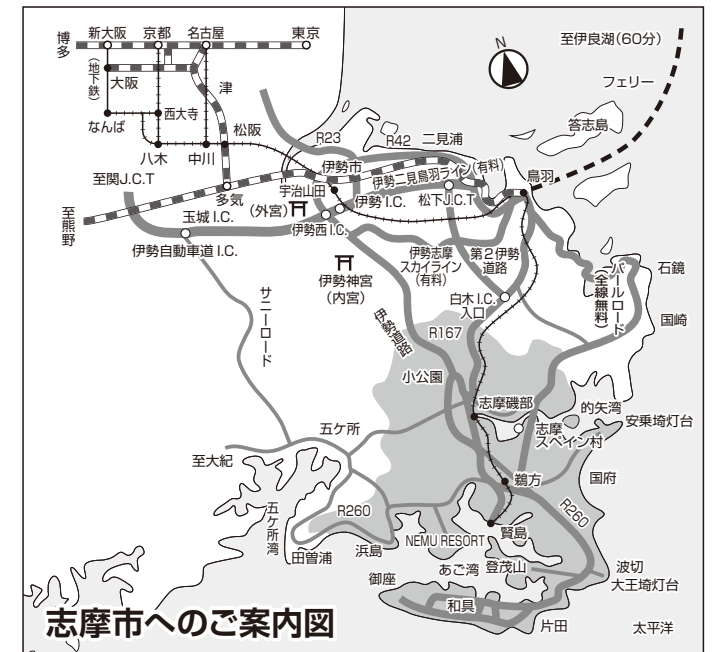 博多
新大阪
京都
名古屋
東京
(地下鉄)
大阪
津
なんば
西大寺
松阪
八木
中川
至伊良湖(60分)
N
フェリー
答志島
R23
R42
二見浦
伊勢市
伊勢二見鳥羽ライン(有料)
鳥羽
至関J.C.T
多気
宇治山田
至熊野
玉城 I.C.
(外宮)
伊勢 I.C.
松下J.C.T
伊勢西 I.C.
伊勢自動車道 I.C.
伊勢神宮
(内宮)
伊勢志摩
スカイライン
(有料)
第2伊勢
道路
パールロード
(全線無料)
石鏡
白木 I.C.
入口
国崎
サニーロード
伊勢道路
R167
小公園
志摩磯部
的矢湾
安乗埼灯台
志摩
スペイン村
五ケ所
至大紀
鵜方
国府
R260
R260
五ケ所湾
田曽浦
浜島
NEMU RESORT
賢島
あご湾
登茂山
波切
大王埼灯台
御座
和具
片田
太平洋
志摩市へのご案内図